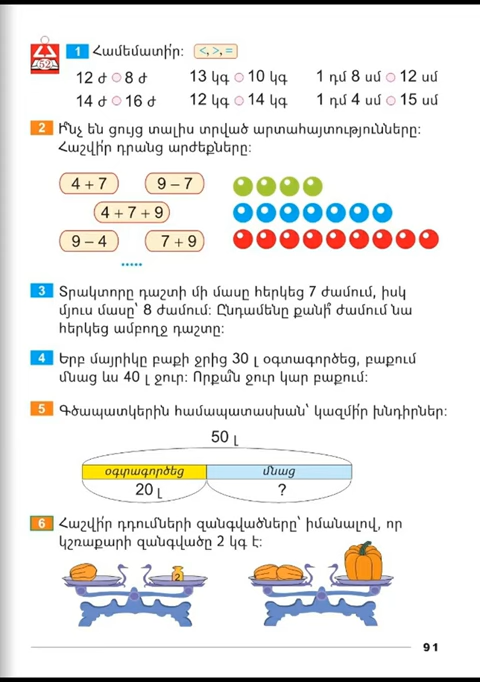 52
1 Համեմատի՛ր: <, >, =
12 ժ ○ 8 ժ 13 կգ ○ 10 կգ 1 դմ 8 սմ ○ 12 սմ
14 ժ ○ 16 ժ 12 կգ ○ 14 կգ 1 դմ 4 սմ ○ 15 սմ
2 Ի՞նչ են ցույց տալիս տրված արտահայտությունները:
Հաշվի՛ր դրանց արժեքները:
4 + 7 9 – 7
4 + 7 + 9
9 – 4 7 + 9
.....
3 Տրակտորը դաշտի մի մասը հերկեց 7 ժամում, իսկ
մյուս մասը՝ 8 ժամում: Ընդամենը քանի՞ ժամում նա
հերկեց ամբողջ դաշտը:
4 Երբ մայրիկը բաքի ջրից 30 լ օգտագործեց, բաքում
մնաց ևս 40 լ ջուր: Որքա՞ն ջուր կար բաքում:
5 Գծապատկերին համապատասխան՝ կազմի՛ր խնդիրներ:
50 լ
օգտագործեց մնաց
20 լ ?
6 Հաշվի՛ր դդումների զանգվածները՝ իմանալով, որ
կշռաքարի զանգվածը 2 կգ է:
2
91